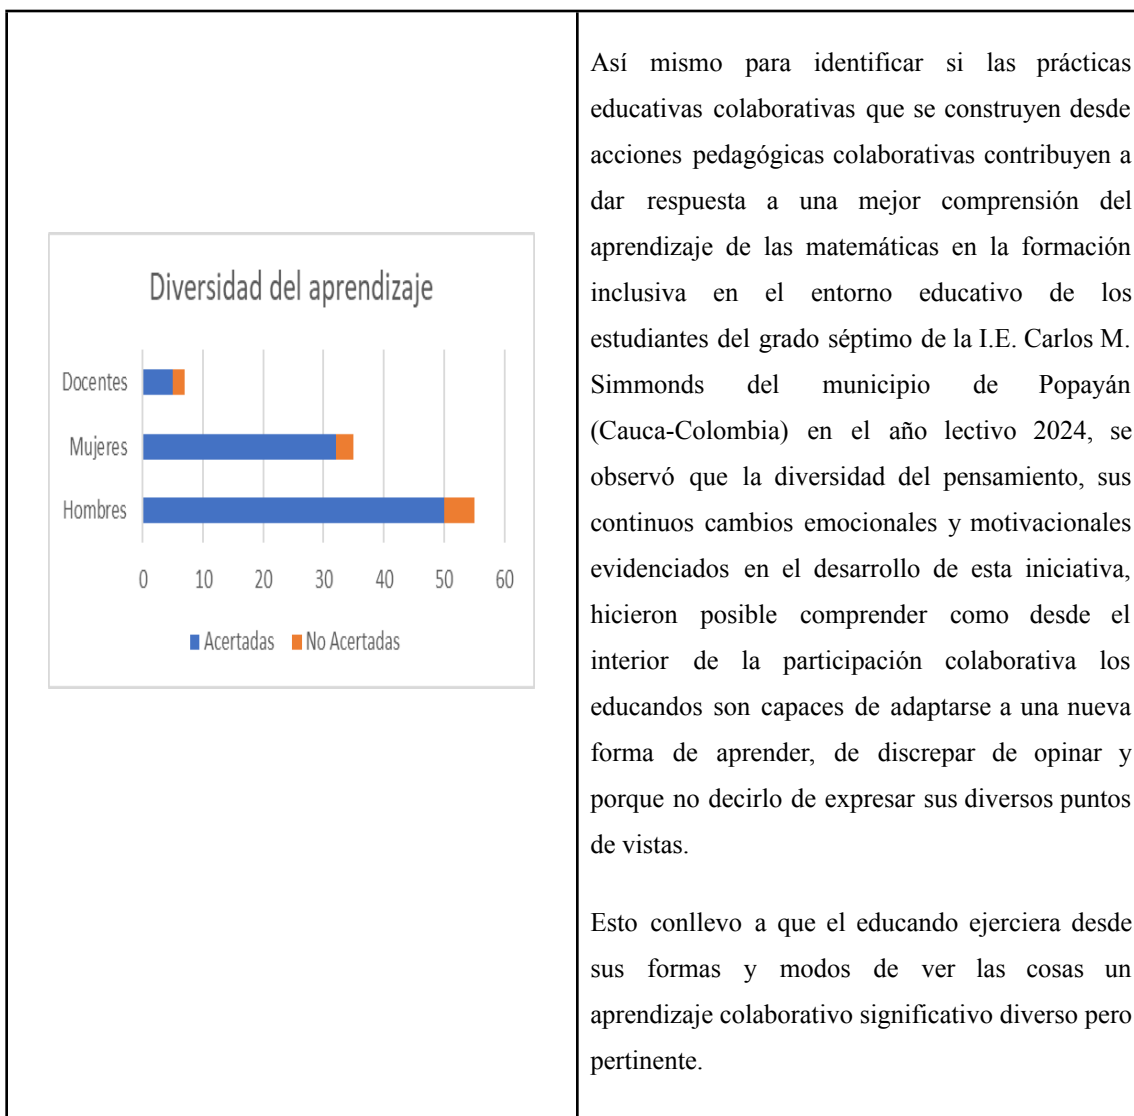 Diversidad del aprendizaje
Docentes
Mujeres
Hombres
0 10 20 30 40 50 60
Acertadas No Acertadas
Así mismo para identificar si las prácticas
educativas colaborativas que se construyen desde
acciones pedagógicas colaborativas contribuyen a
dar respuesta a una mejor comprensión del
aprendizaje de las matemáticas en la formación
inclusiva en el entorno educativo de los
estudiantes del grado séptimo de la I.E. Carlos M.
Simmonds del municipio de Popayán
(Cauca-Colombia) en el año lectivo 2024, se
observó que la diversidad del pensamiento, sus
continuos cambios emocionales y motivacionales
evidenciados en el desarrollo de esta iniciativa,
hicieron posible comprender como desde el
interior de la participación colaborativa los
educandos son capaces de adaptarse a una nueva
forma de aprender, de discrepar de opinar y
porque no decirlo de expresar sus diversos puntos
de vistas.
Esto conllevo a que el educando ejerciera desde
sus formas y modos de ver las cosas un
aprendizaje colaborativo significativo diverso pero
pertinente.